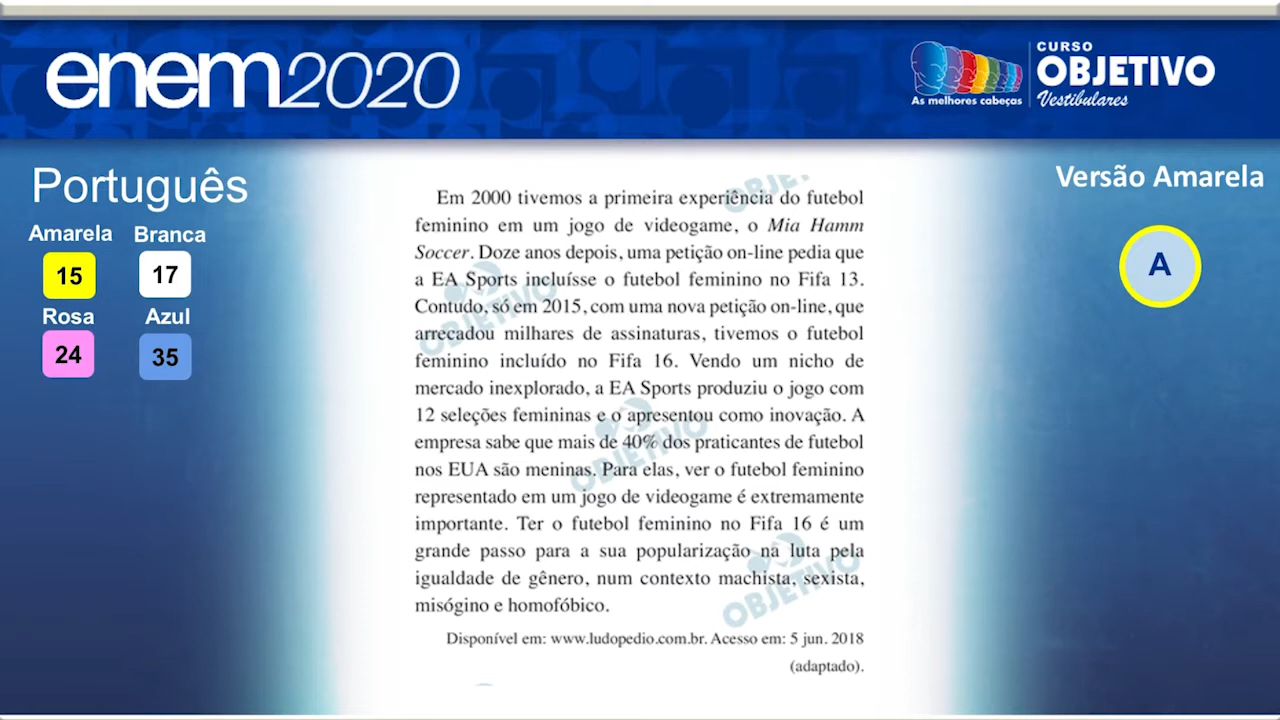 enem2020
As melhores cabeças
CURSO
OBJETIVO
Vestibulares
Português
Amarela Branca
15 17
Rosa Azul
24 35
Versão Amarela
A
Em 2000 tivemos a primeira experiência do futebol
feminino em um jogo de videogame, o Mia Hamm
Soccer. Doze anos depois, uma petição on-line pedia que
a EA Sports incluísse o futebol feminino no Fifa 13.
Contudo, só em 2015, com uma nova petição on-line, que
arrecadou milhares de assinaturas, tivemos o futebol
feminino incluído no Fifa 16. Vendo um nicho de
mercado inexplorado, a EA Sports produziu o jogo com
12 seleções femininas e o apresentou como inovação. A
empresa sabe que mais de 40% dos praticantes de futebol
nos EUA são meninas. Para elas, ver o futebol feminino
representado em um jogo de videogame é extremamente
importante. Ter o futebol feminino no Fifa 16 é um
grande passo para a sua popularização na luta pela
igualdade de gênero, num contexto machista, sexista,
misógino e homofóbico.
Disponível em: www.ludopedio.com.br. Acesso em: 5 jun. 2018
(adaptado).
OBJETIVO
OBJETIVO
OBJETIVO